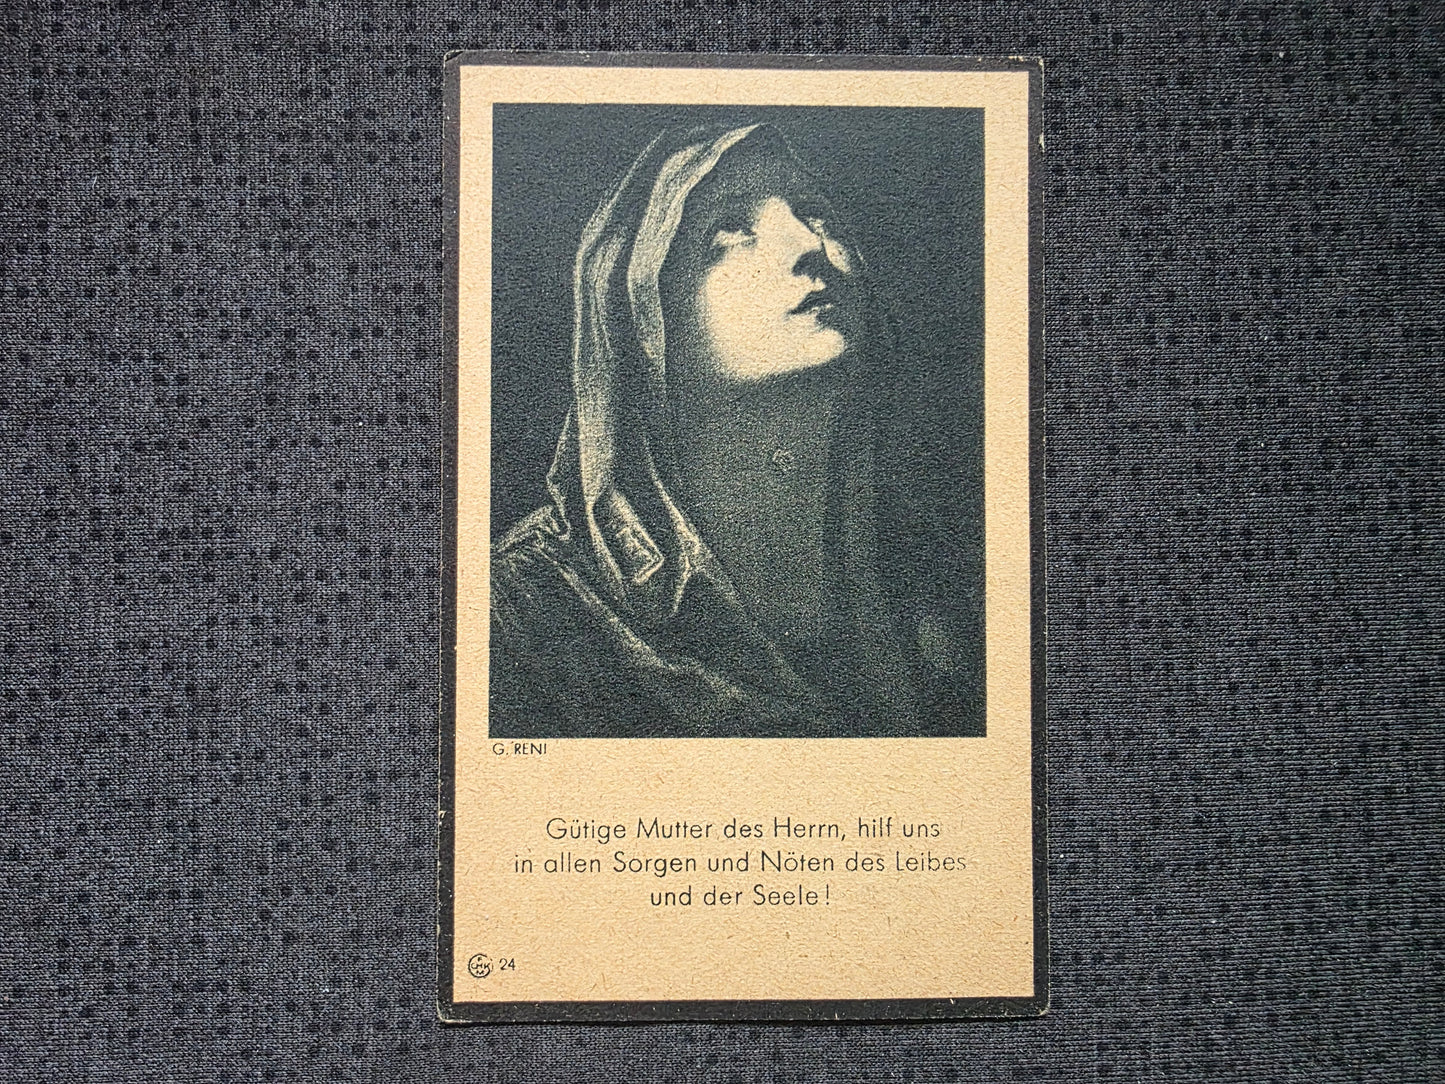 G. RENI
Gütige Mutter des Herrn, hilf uns
in allen Sorgen und Nöten des Leibes
und der Seele!
24